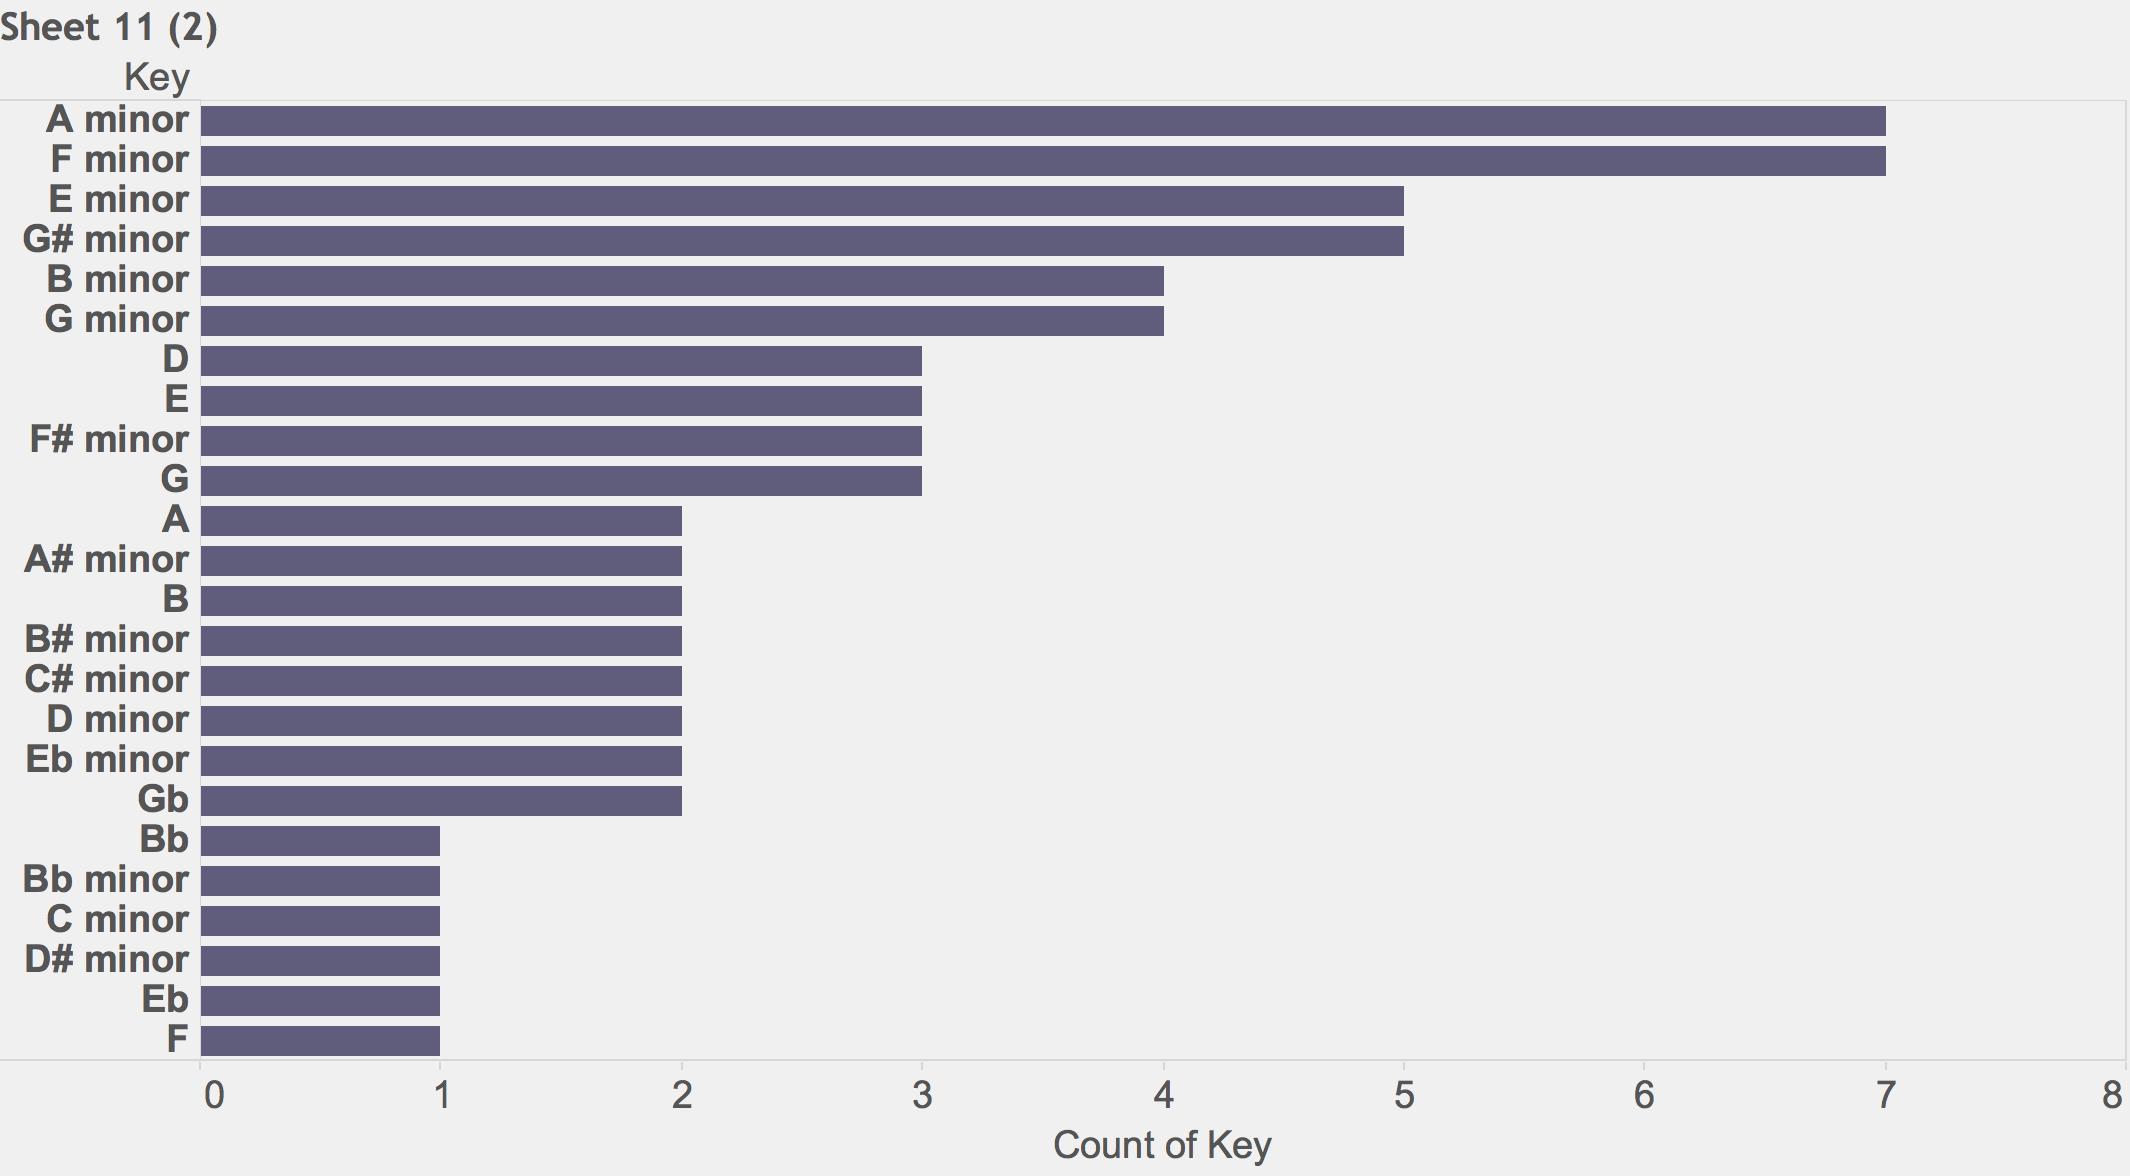 Sheet 11 (2)
Key
A minor
F minor
E minor
G# minor
B minor
G minor
D
E
F# minor
G
A
A# minor
B
B# minor
C# minor
D minor
Eb minor
Gb
Bb
Bb minor
C minor
D# minor
Eb
F
0 1 2 3 4 5 6 7 8
Count of Key